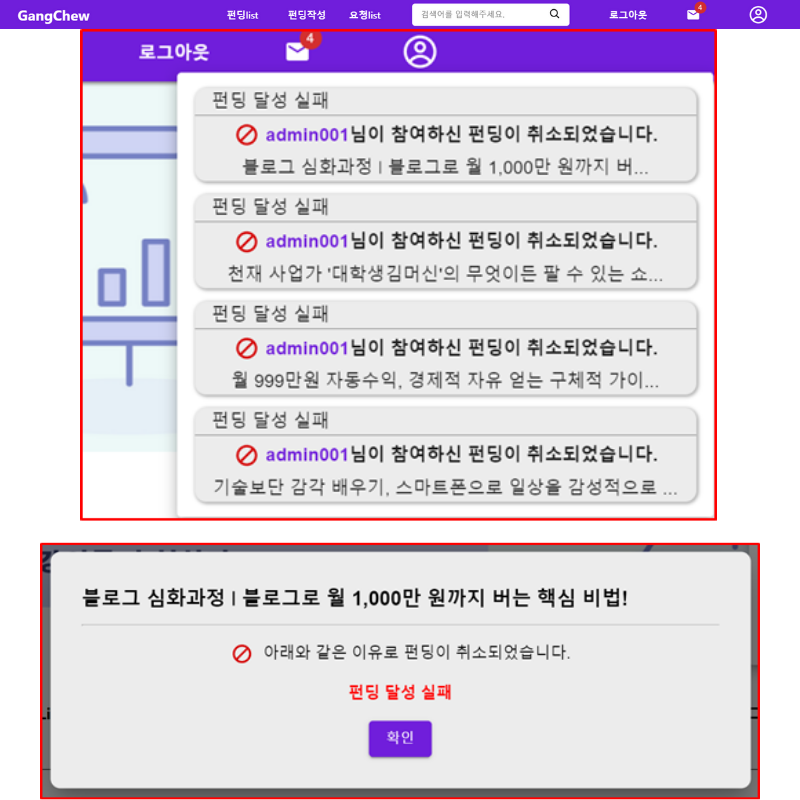 GangChew 펀딩list 펀딩작성 요청list 검색어를 입력해주세요. 로그아웃 4
로그아웃 4
펀딩 달성 실패
admin001님이 참여하신 펀딩이 취소되었습니다.
블로그 심화과정 | 블로그로 월 1,000만 원까지 버...
펀딩 달성 실패
admin001님이 참여하신 펀딩이 취소되었습니다.
천재 사업가 '대학생김머신'의 무엇이든 팔 수 있는 쇼...
펀딩 달성 실패
admin001님이 참여하신 펀딩이 취소되었습니다.
월 999만원 자동수익, 경제적 자유 얻는 구체적 가이...
펀딩 달성 실패
admin001님이 참여하신 펀딩이 취소되었습니다.
기술보단 감각 배우기, 스마트폰으로 일상을 감성적으로 ...
블로그 심화과정 | 블로그로 월 1,000만 원까지 버는 핵심 비법!
아래와 같은 이유로 펀딩이 취소되었습니다.
펀딩 달성 실패
확인